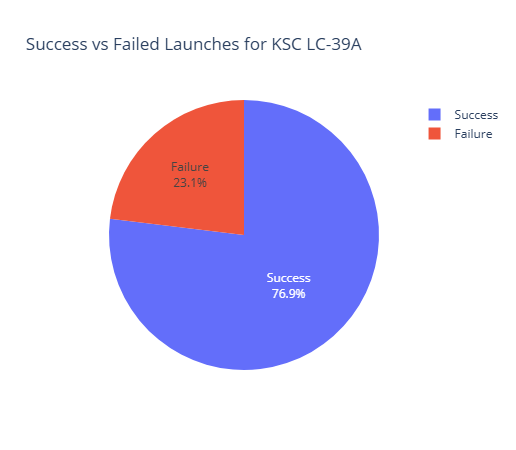 Success vs Failed Launches for KSC LC-39A
Success
Failure
Failure
23.1%
Success
76.9%